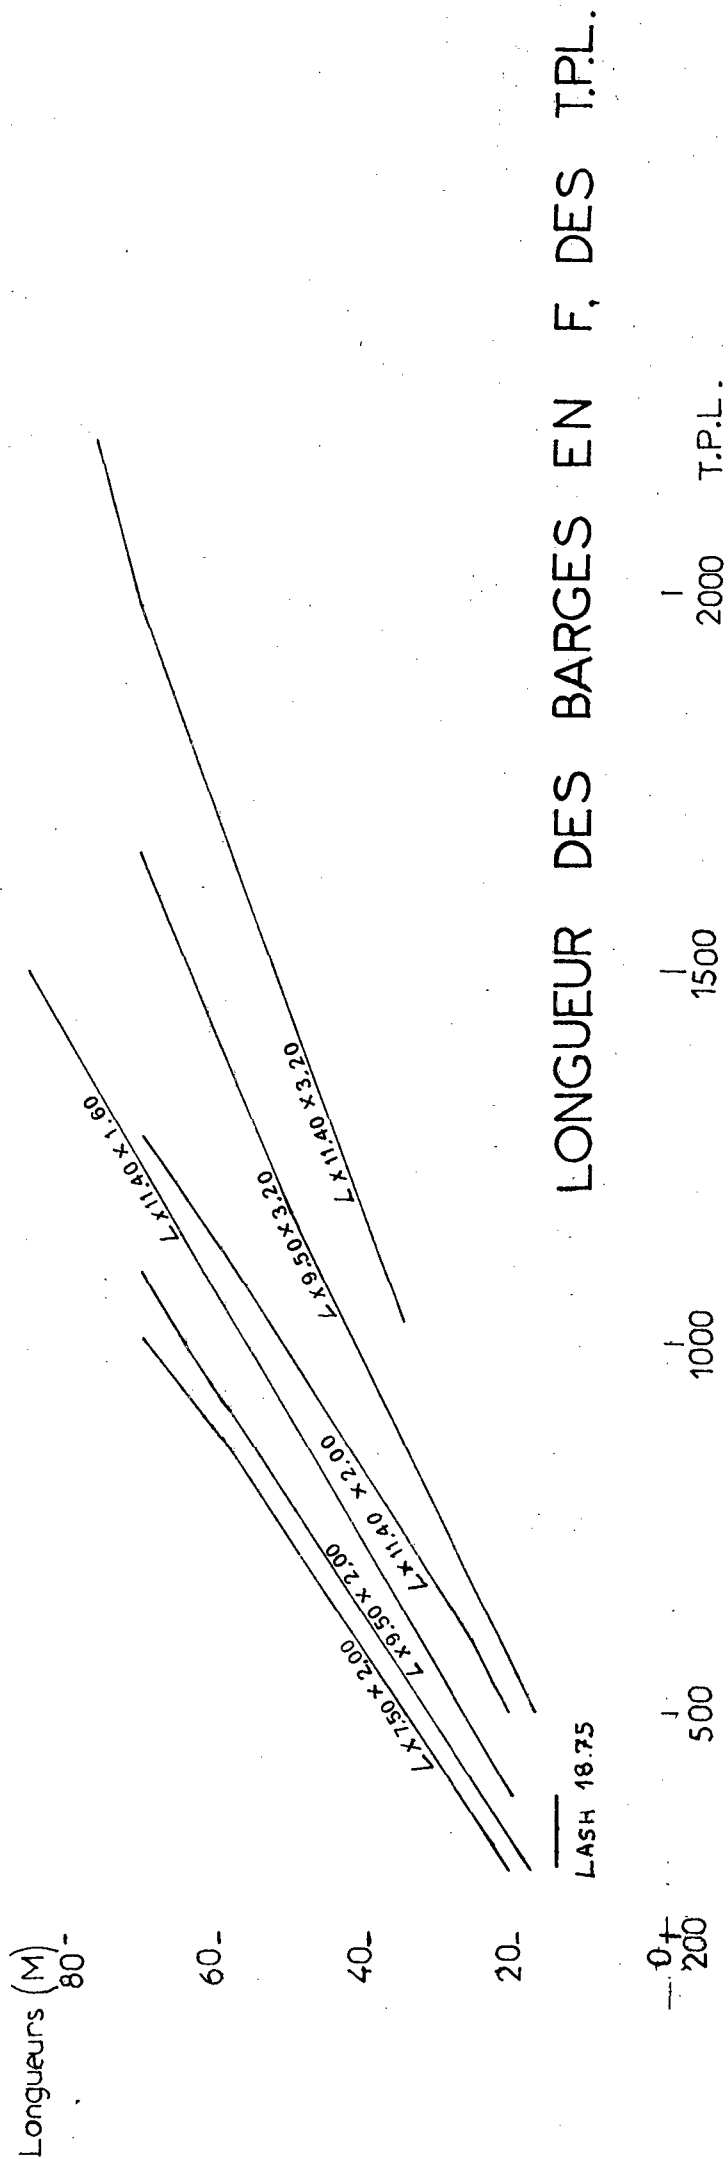 Longueurs (M)
80
60
40
20
0
200
500
1000
1500
2000
T.P.L.
L x 11.40 x 1.60
L x 7.50 x 2.00
L x 9.50 x 2.00
L x 11.40 x 2.00
L x 9.50 x 3.20
L x 11.40 x 3.20
LASH 18.75
LONGUEUR DES BARGES EN F, DES T.P.L.